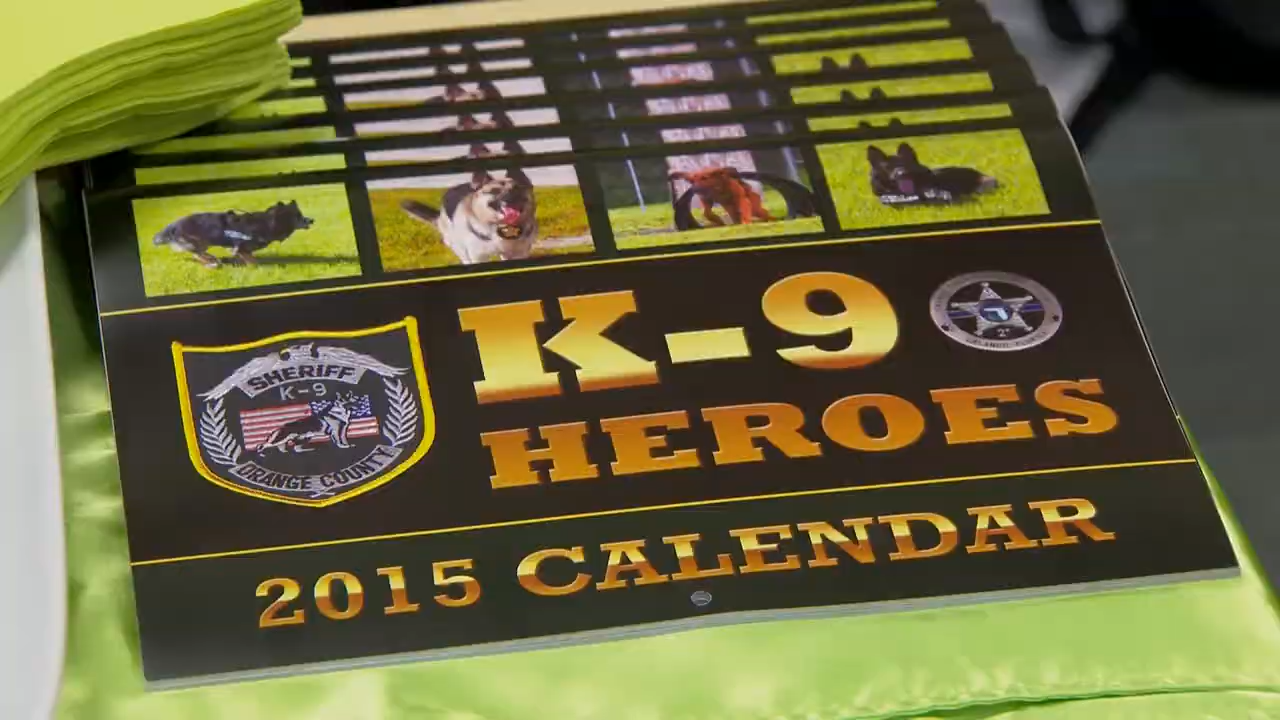 SHERIFF
K-9
ORANGE COUNTY
K-9
HEROES
2015 CALENDAR